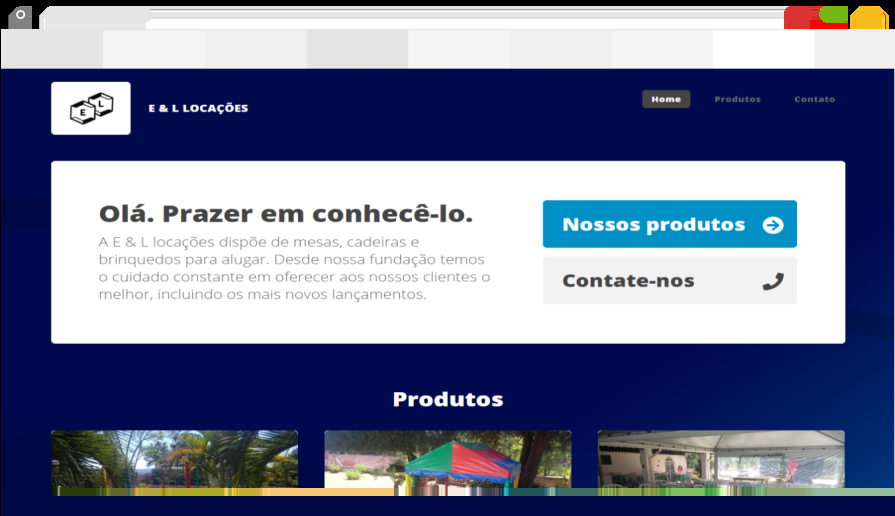 E L
E & L LOCAÇÕES
Home Produtos Contato
Olá. Prazer em conhecê-lo.
A E & L locações dispõe de mesas, cadeiras e
brinquedos para alugar. Desde nossa fundação temos
o cuidado constante em oferecer aos nossos clientes o
melhor, incluindo os mais novos lançamentos.
Nossos produtos
Contate-nos
Produtos